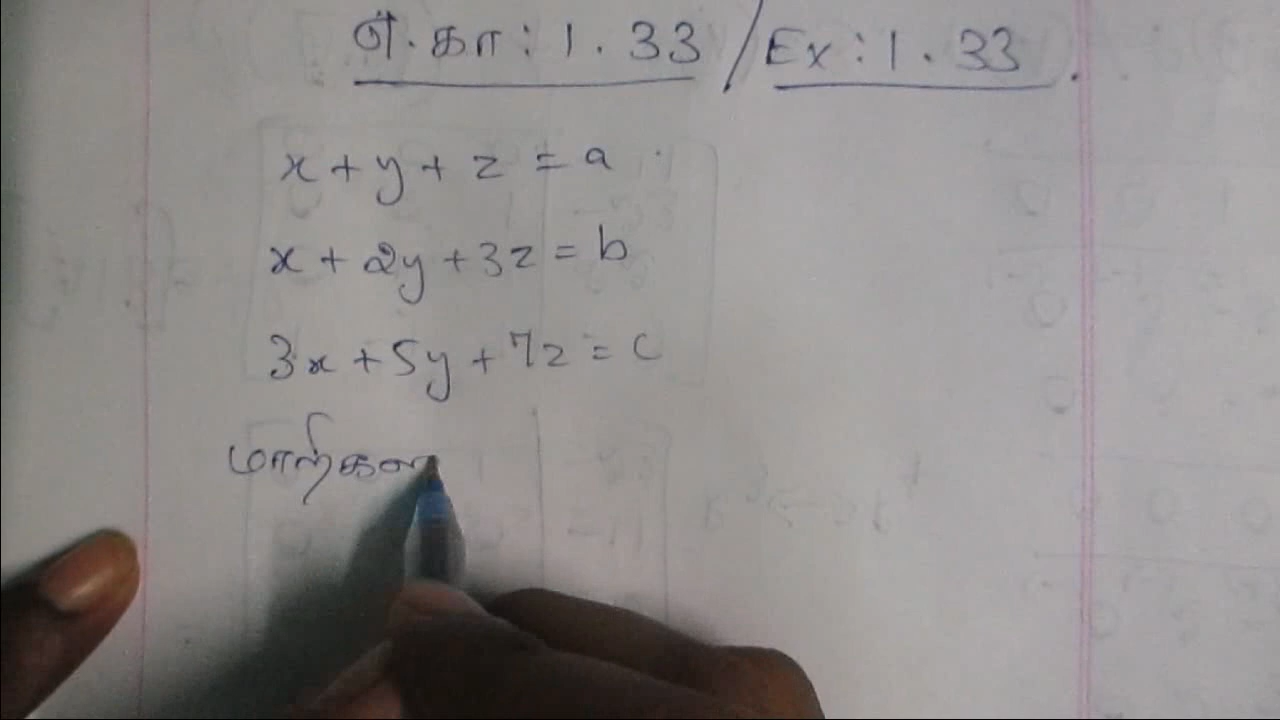 எ.கா : 1.33 / Ex : 1.33 .
x + y + z = a
x + 2y + 3z = b
3x + 5y + 7z = c